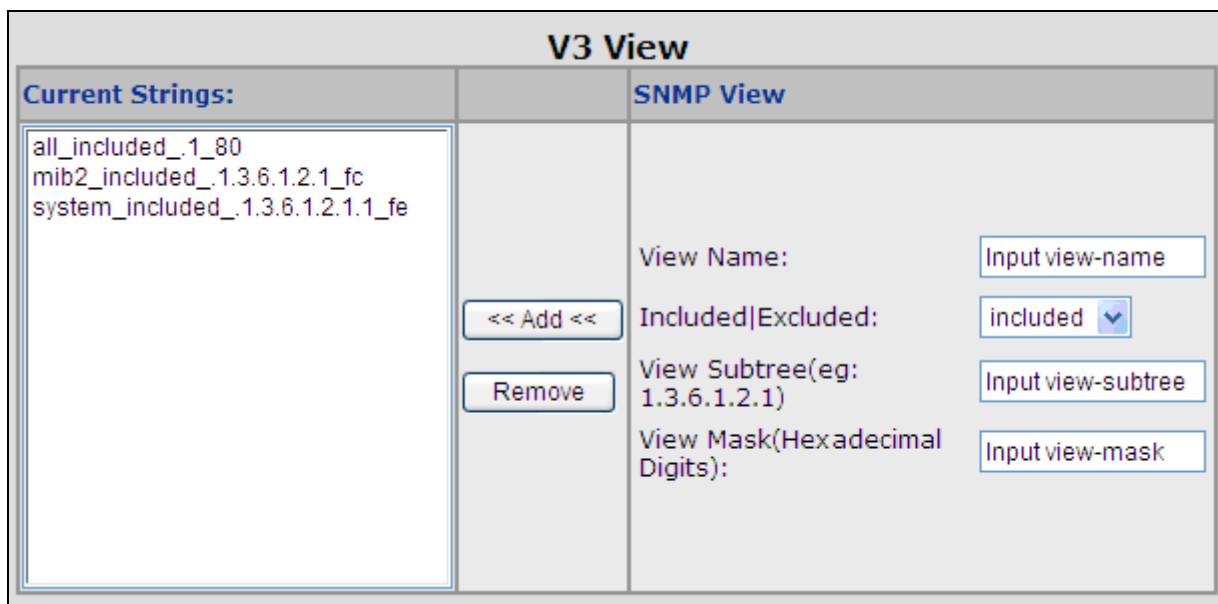 V3 View
Current Strings:
SNMP View
all_included_.1_80
mib2_included_.1.3.6.1.2.1_fc
system_included_.1.3.6.1.2.1.1_fe
<< Add <<
Remove
View Name:
Input view-name
Included|Excluded:
included
View Subtree(eg:
1.3.6.1.2.1)
Input view-subtree
View Mask(Hexadecimal
Digits):
Input view-mask